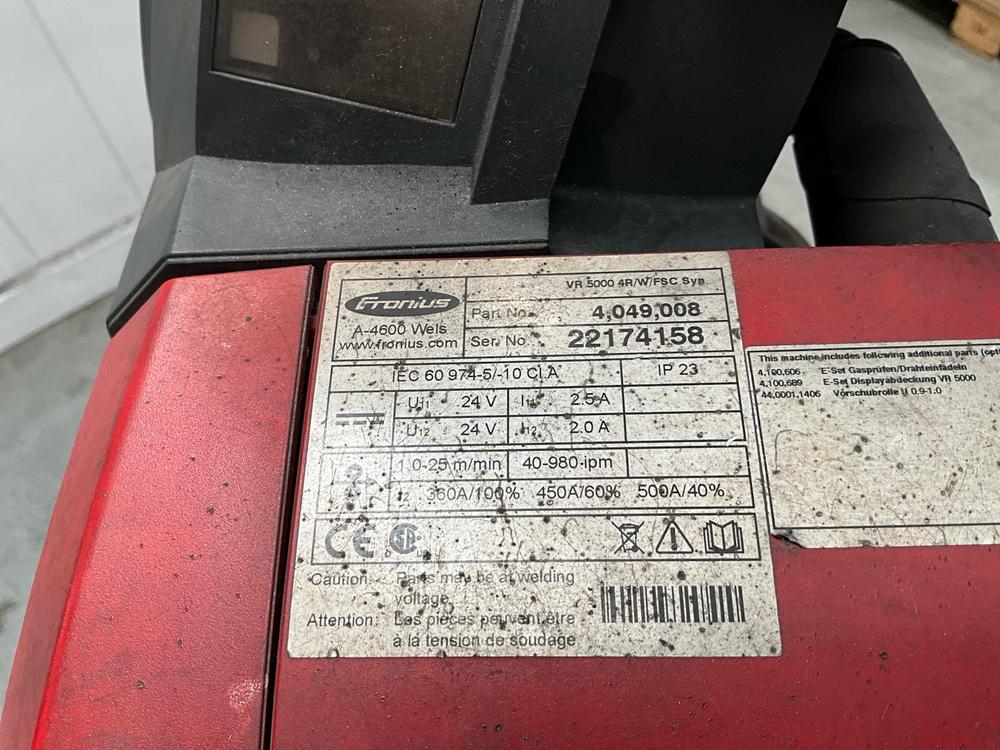 Fronius
A-4600 Wels
www.fronius.com
VR 5000 4R/W/FSC Syn
Part No. 4,049,008
Ser. No. 22174158
IEC 60 974-5/-10 Cl.A IP 23
U11 24 V I11 2.5 A
U12 24 V I12 2.0 A
1.0-25 m/min 40-980 ipm
I2 360A/100% 450A/60% 500A/40%
CE
Caution: Parts may be at welding
voltage
Attention: Les pièces peuvent être
à la tension de soudage
This machine includes following additional parts
4,190,606 E-Set Gasprüfen/Drahteinfädeln
4,100,689 E-Set Displayabdeckung VR 5000
44,0001,1406 Vorschubrolle U 0.9-1.0